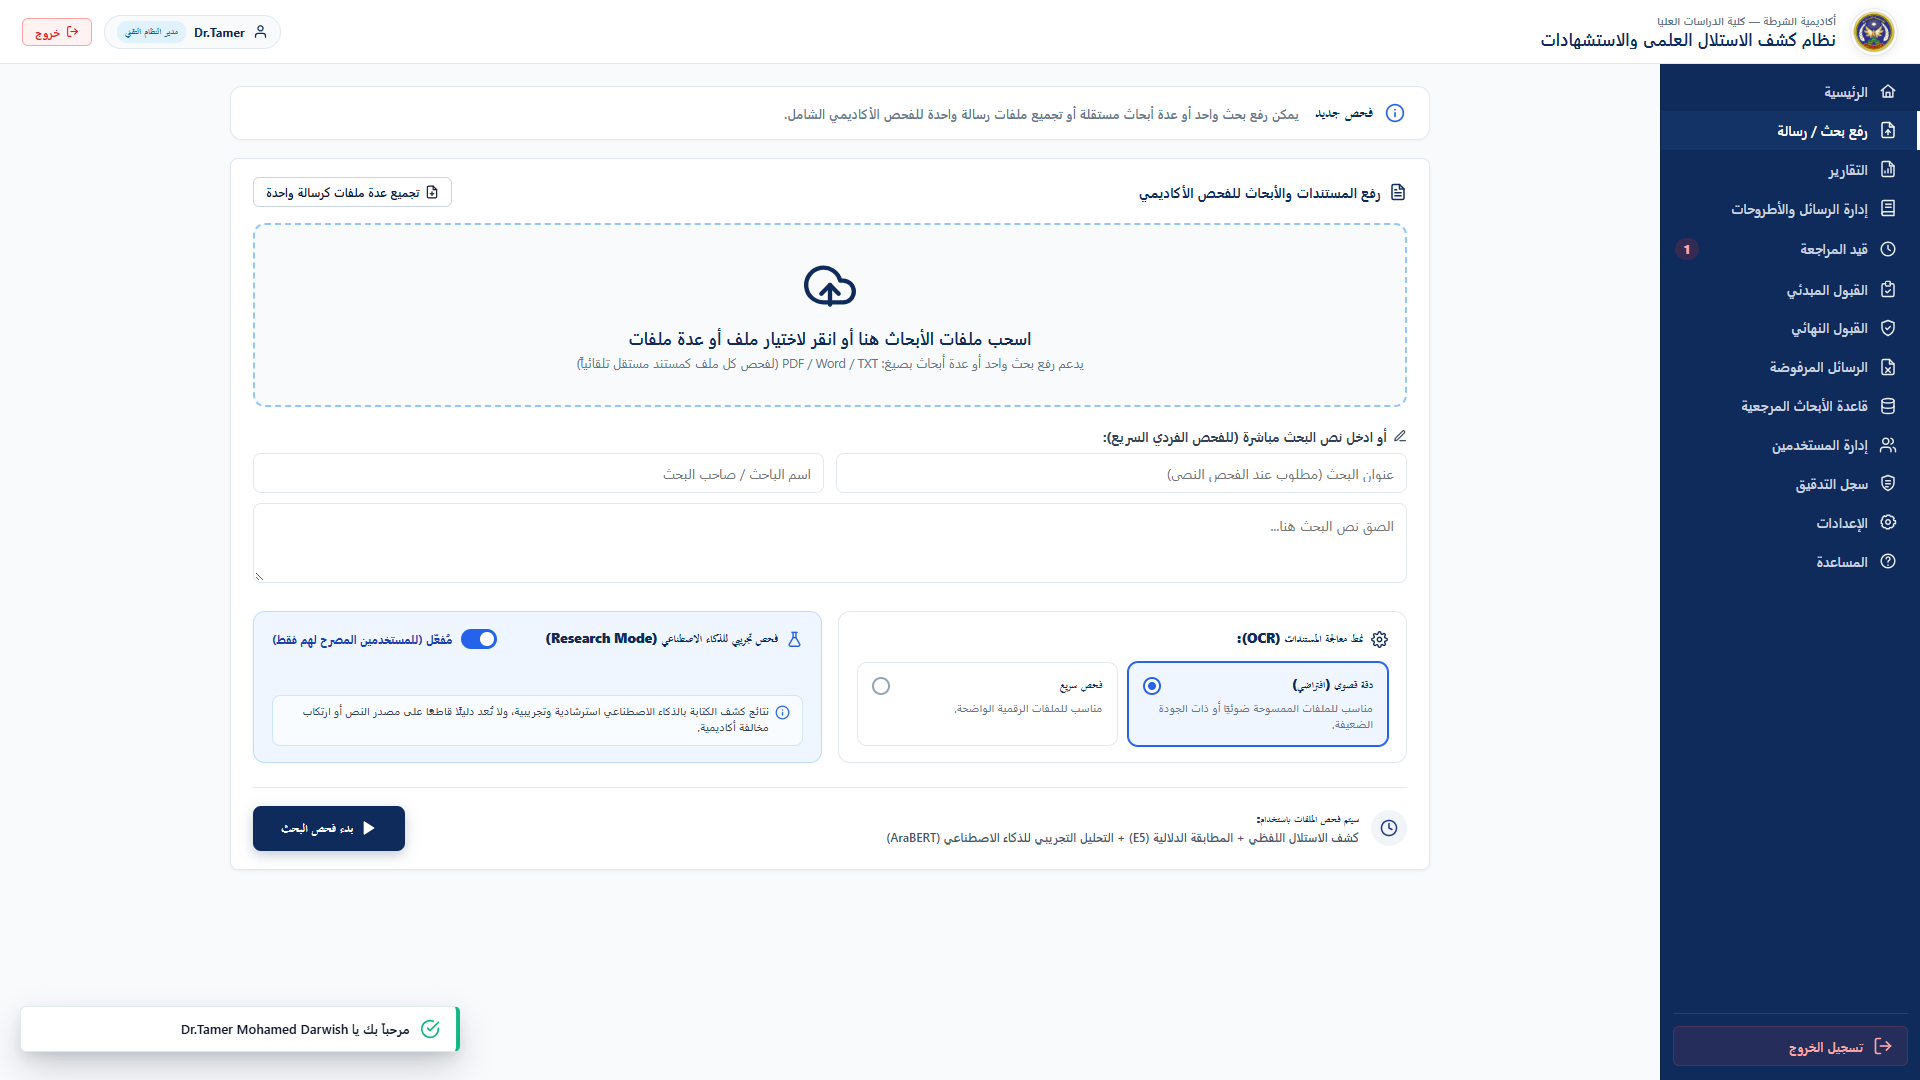 أكاديمية الشرطة — كلية الدراسات العليا
نظام كشف الاستلال العلمي والاستشهادات
Dr.Tamer
مدير النظام التقني
خروج
الرئيسية
رفع بحث / رسالة
التقارير
إدارة الرسائل والأطروحات
قيد المراجعة
1
القبول المبدئي
القبول النهائي
الرسائل المرفوضة
قاعدة الأبحاث المرجعية
إدارة المستخدمين
سجل التدقيق
الإعدادات
المساعدة
تسجيل الخروج
فحص جديد
يمكن رفع بحث واحد أو عدة أبحاث مستقلة أو تجميع ملفات رسالة واحدة للفحص الأكاديمي الشامل.
رفع المستندات والأبحاث للفحص الأكاديمي
تجميع عدة ملفات كرسالة واحدة
اسحب ملفات الأبحاث هنا أو انقر لاختيار ملف أو عدة ملفات
يدعم رفع بحث واحد أو عدة أبحاث بصيغ: PDF / Word / TXT (لفحص كل ملف كمستند مستقل تلقائياً)
أو ادخل نص البحث مباشرة (للفحص الفردي السريع):
عنوان البحث (مطلوب عند الفحص النصي)
اسم الباحث / صاحب البحث
الصق نص البحث هنا...
نمط معالجة المستندات (OCR):
دقة قصوى (افتراضي)
مناسب للملفات الممسوحة ضوئيًا أو ذات الجودة الضعيفة.
فحص سريع
مناسب للملفات الرقمية الواضحة.
فحص تجريبي للذكاء الاصطناعي (Research Mode)
مُفعّل (للمستخدمين المصرح لهم فقط)
نتائج كشف الكتابة بالذكاء الاصطناعي استرشادية وتجريبية، ولا تُعد دليلًا قاطعًا على مصدر النص أو ارتكاب
مخالفة أكاديمية.
سيتم فحص الملفات باستخدام:
كشف الاستلال اللفظي + المطابقة الدلالية (E5) + التحليل التجريبي للذكاء الاصطناعي (AraBERT)
بدء فحص البحث
مرحباً بك يا Dr.Tamer Mohamed Darwish